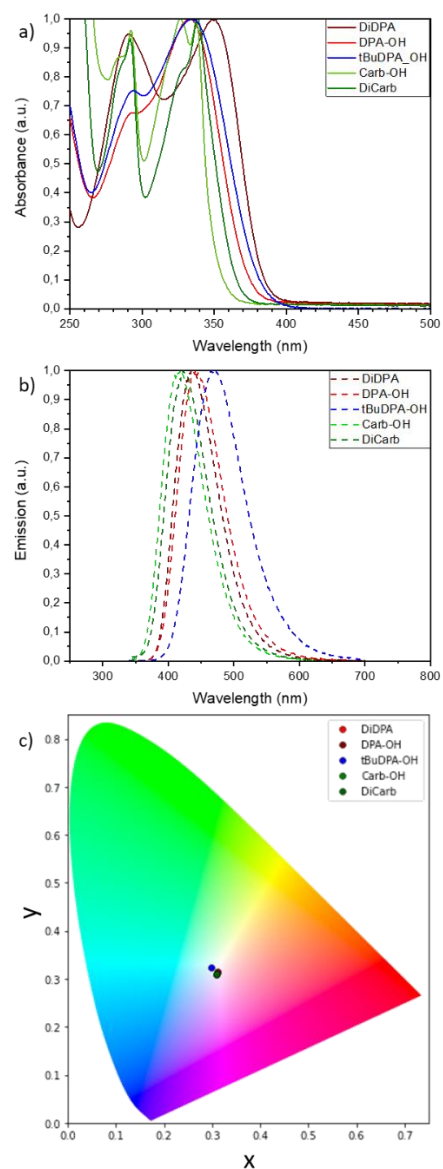 a)
DiDPA
DPA-OH
tBuDPA_OH
Carb-OH
DiCarb
Absorbance (a.u.)
1,0
0,9
0,8
0,7
0,6
0,5
0,4
0,3
0,2
0,1
0,0
250 300 350 400 450 500
Wavelength (nm)
b)
DiDPA
DPA-OH
tBuDPA-OH
Carb-OH
DiCarb
Emission (a.u.)
1,0
0,9
0,8
0,7
0,6
0,5
0,4
0,3
0,2
0,1
0,0
300 400 500 600 700 800
Wavelength (nm)
c)
DiDPA
DPA-OH
tBuDPA-OH
Carb-OH
DiCarb
y
0.8
0.7
0.6
0.5
0.4
0.3
0.2
0.1
0.0
0.0 0.1 0.2 0.3 0.4 0.5 0.6 0.7
x